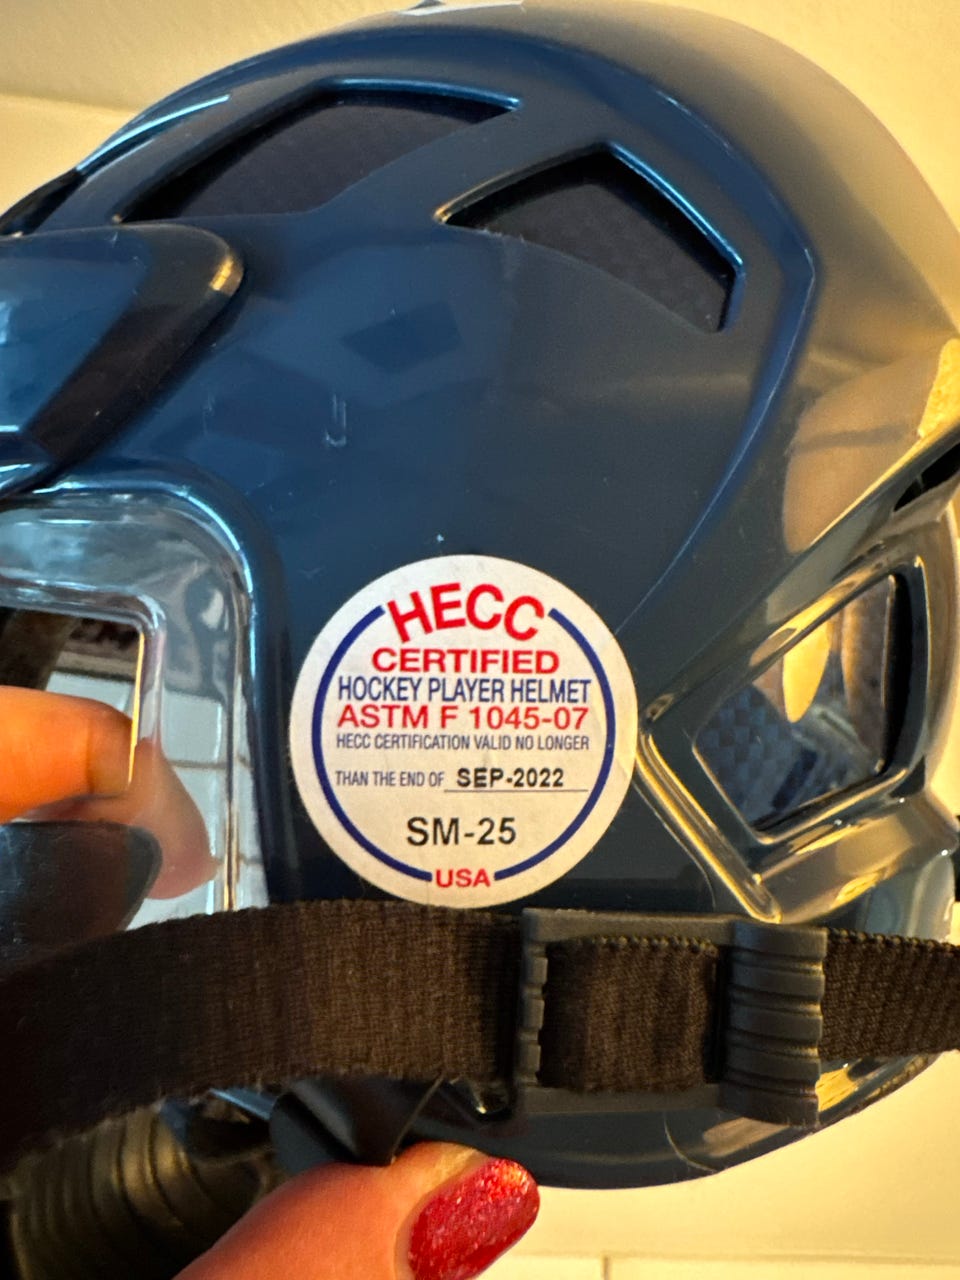 HECC
CERTIFIED
HOCKEY PLAYER HELMET
ASTM F 1045-07
HECC CERTIFICATION VALID NO LONGER
THAN THE END OF SEP-2022
SM-25
USA